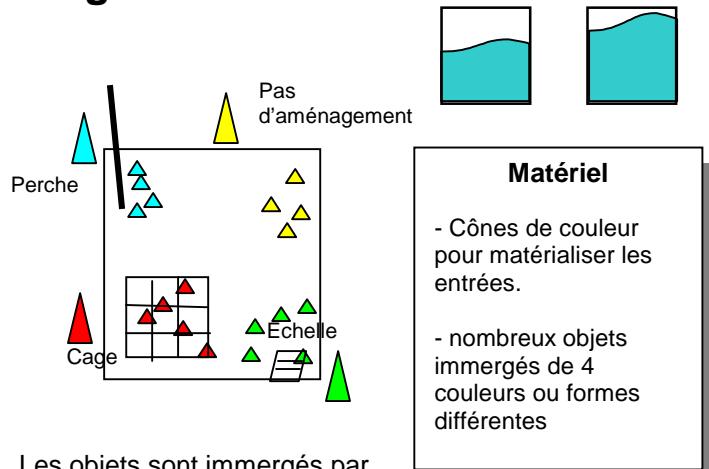 Pas
d'aménagement
Perche
Cage
Echelle
Matériel
- Cônes de couleur
pour matérialiser les
entrées.
- nombreux objets
immergés de 4
couleurs ou formes
différentes
Les objets sont immergés par